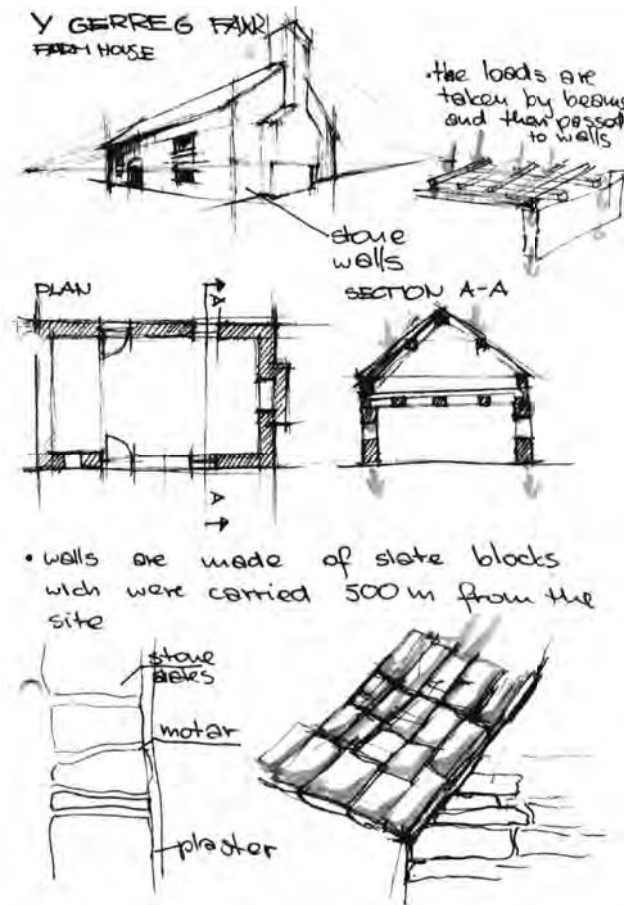 Y GERREG FARM
FARM HOUSE
• the loads are
taken by beams
and then passed
to walls
stone
walls
PLAN
SECTION A-A
A
A
• walls are made of slate blocks
wich were carried 500 m from the
site
stone
slates
motar
plaster